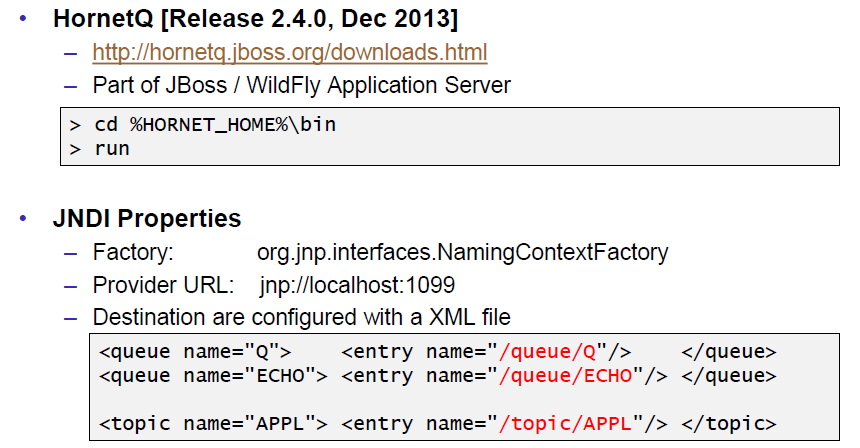 • HornetQ [Release 2.4.0, Dec 2013]
– http://hornetq.jboss.org/downloads.html
– Part of JBoss / WildFly Application Server
> cd %HORNET_HOME%\bin
> run
• JNDI Properties
– Factory: org.jnp.interfaces.NamingContextFactory
– Provider URL: jnp://localhost:1099
– Destination are configured with a XML file
<queue name="Q"> <entry name="/queue/Q"/> </queue>
<queue name="ECHO"> <entry name="/queue/ECHO"/> </queue>
<topic name="APPL"> <entry name="/topic/APPL"/> </topic>